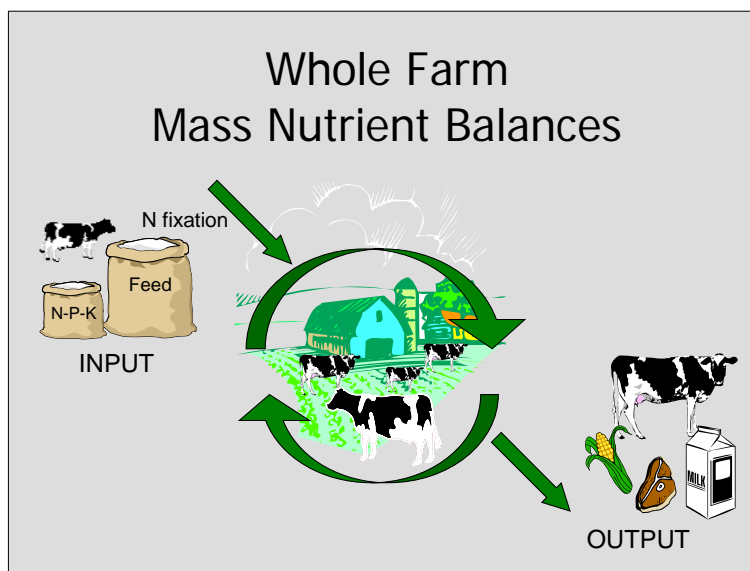 Whole Farm
Mass Nutrient Balances
N fixation
Feed
N-P-K
INPUT
MILK
OUTPUT